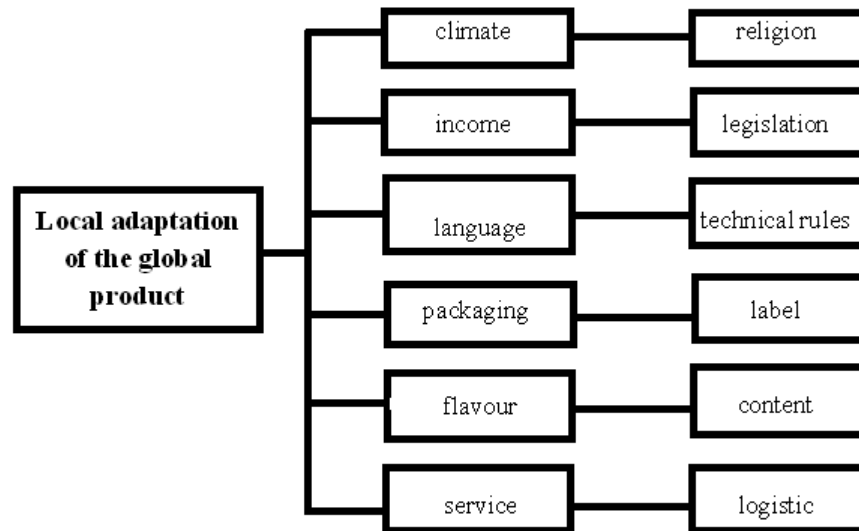 climate
religion
income
legislation
Local adaptation
of the global
product
language
technical rules
packaging
label
flavour
content
service
logistic